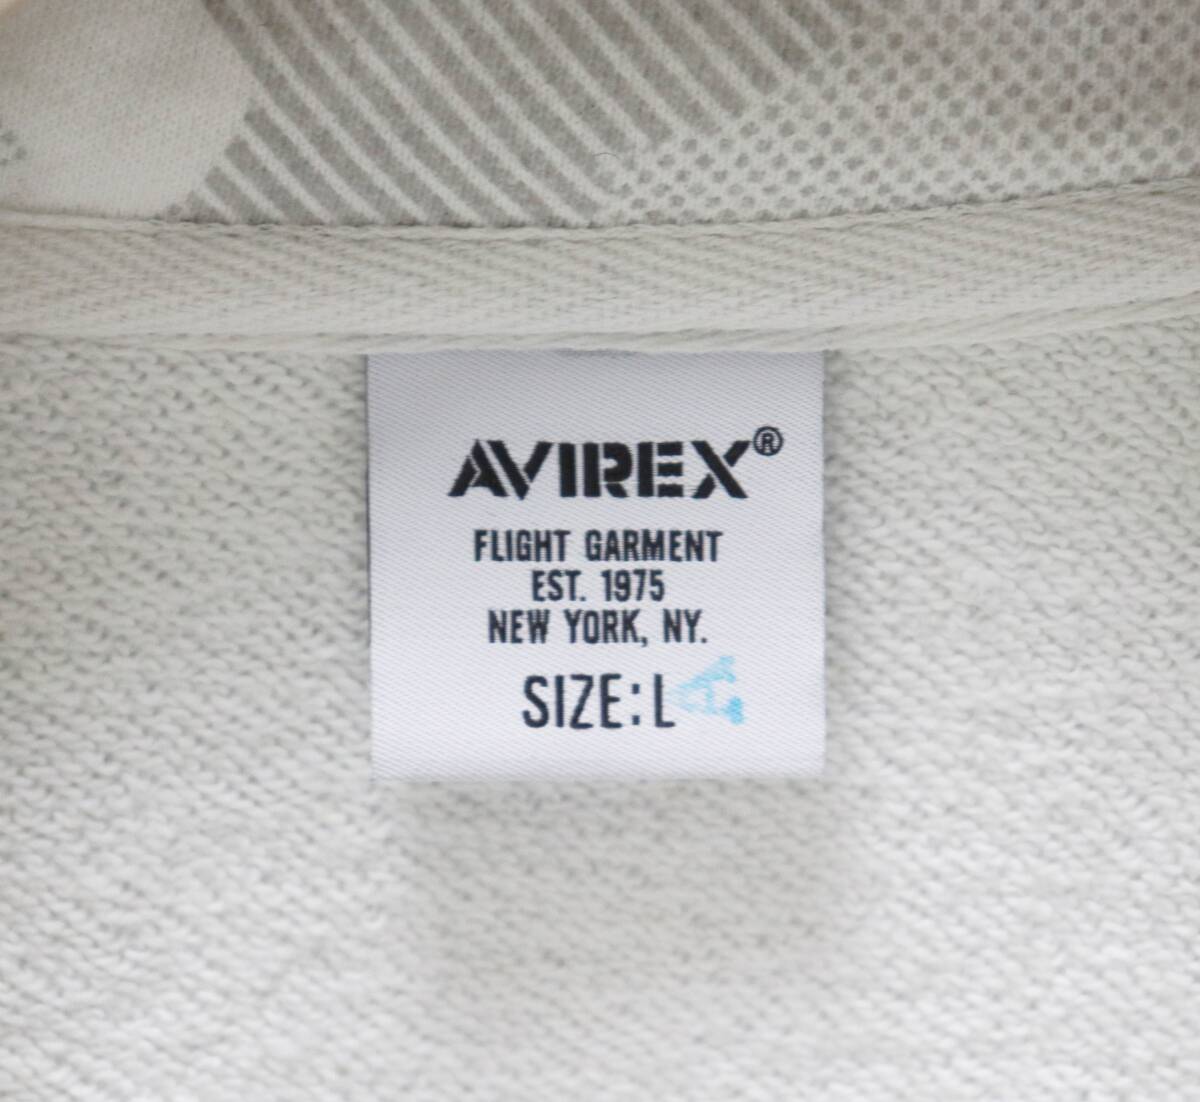 AVIREX®
FLIGHT GARMENT
EST. 1975
NEW YORK, NY.
SIZE: L